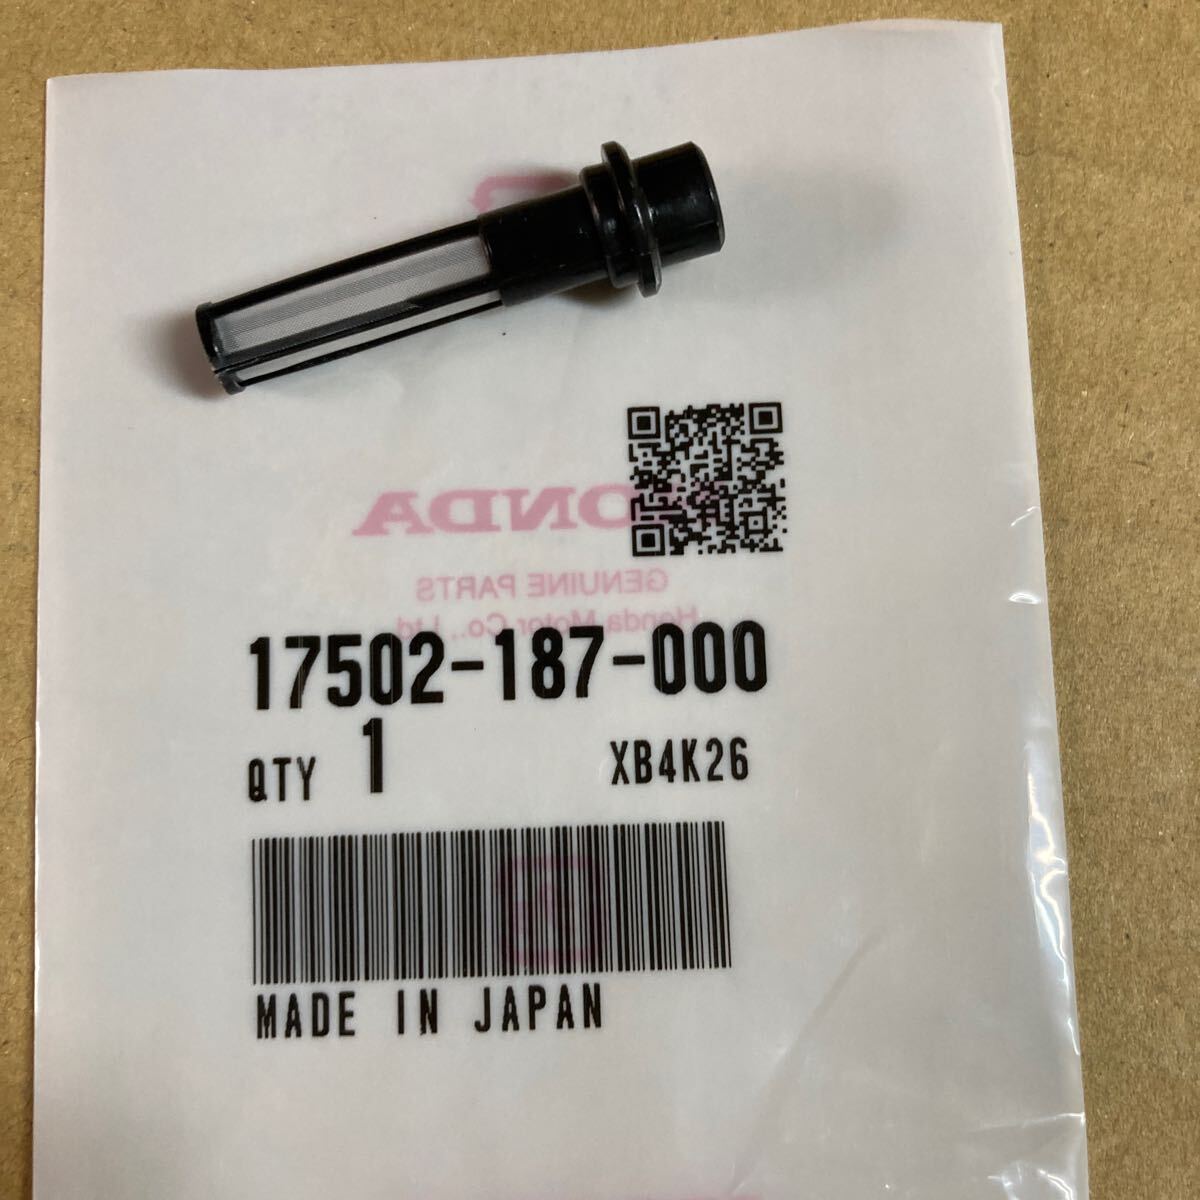 HONDA
GENUINE PARTS
Honda Motor Co., Ltd.
17502-187-000
QTY 1 XB4K26
MADE IN JAPAN